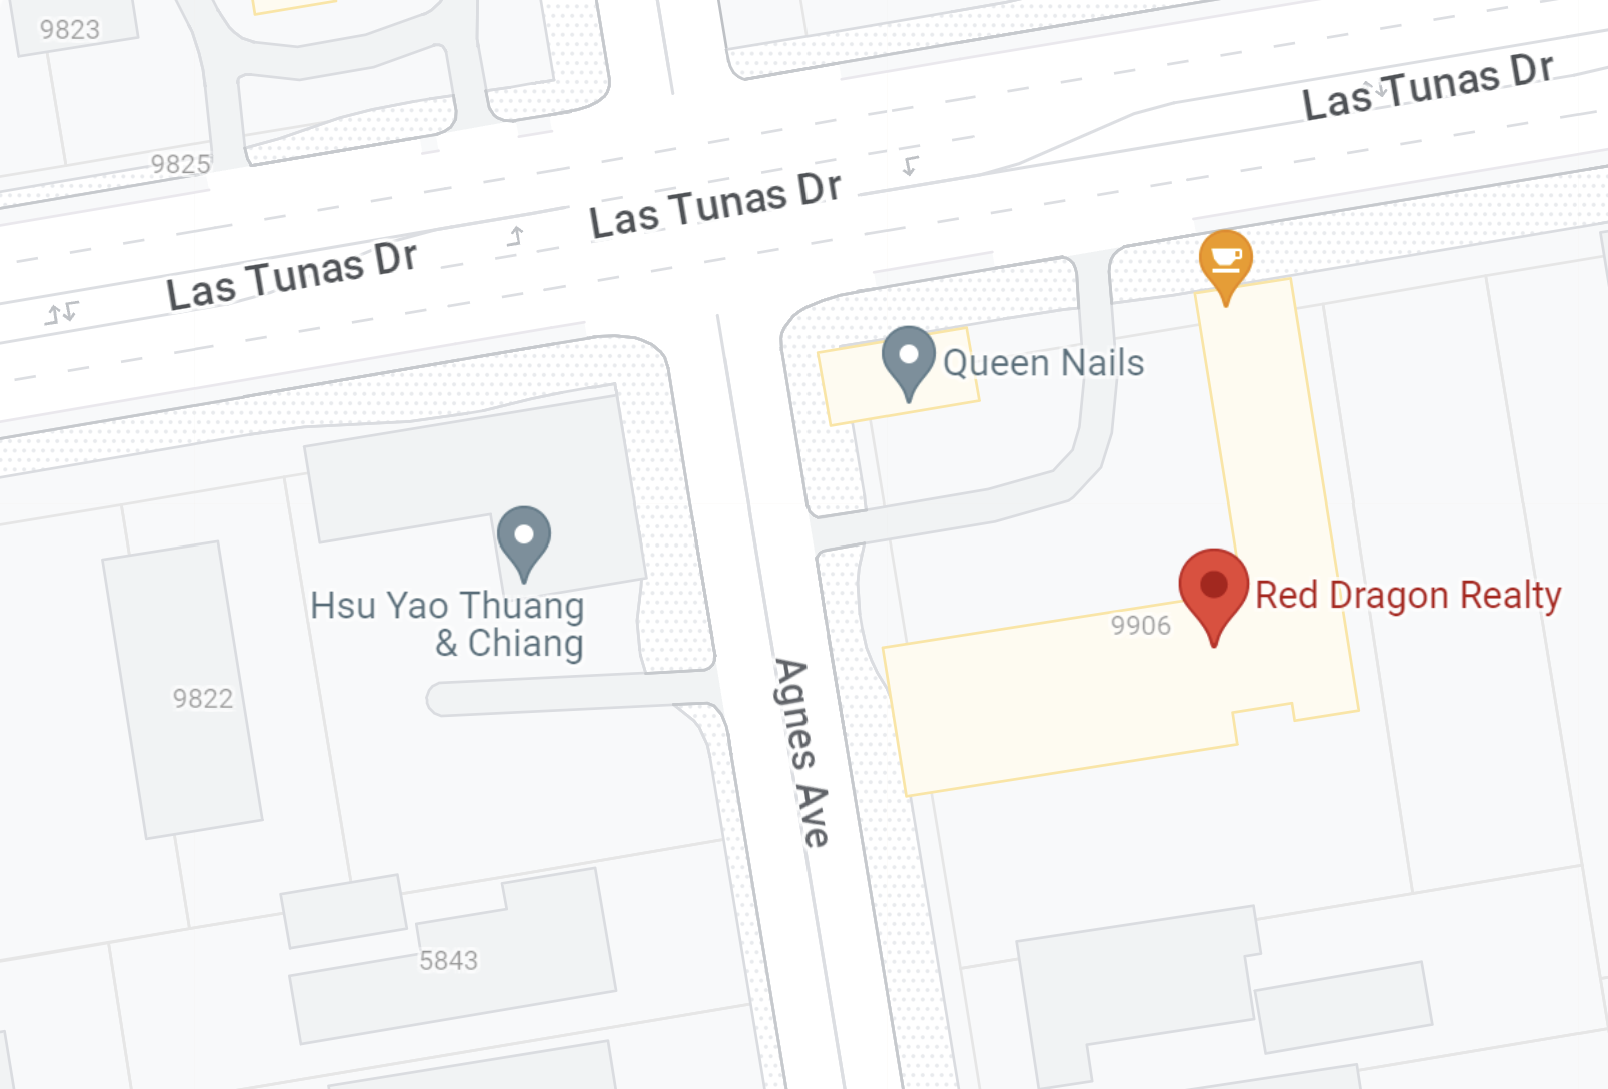 9823
Las Tunas Dr
9825
Las Tunas Dr
Las Tunas Dr
Queen Nails
Hsu Yao Thuang
& Chiang
Red Dragon Realty
9906
9822
Agnes Ave
5843